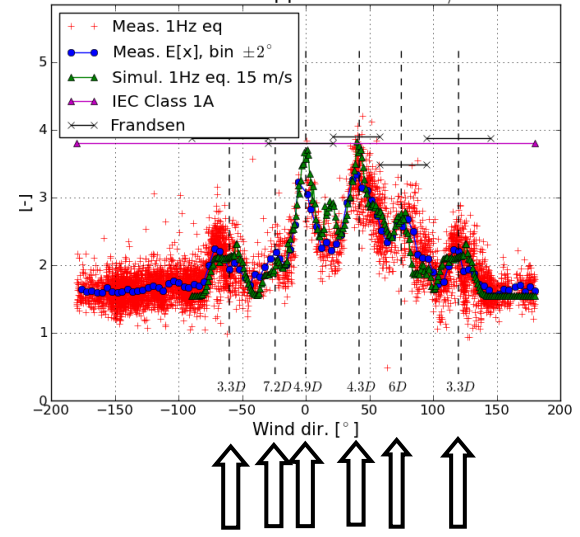 Meas. 1Hz eq
Meas. E[x], bin ±2°
Simul. 1Hz eq. 15 m/s
IEC Class 1A
Frandsen
[-]
5
4
3
2
1
0
3.3D 7.2D 4.9D 4.3D 6D 3.3D
−200 −150 −100 −50 0 50 100 150 200
Wind dir. [°]